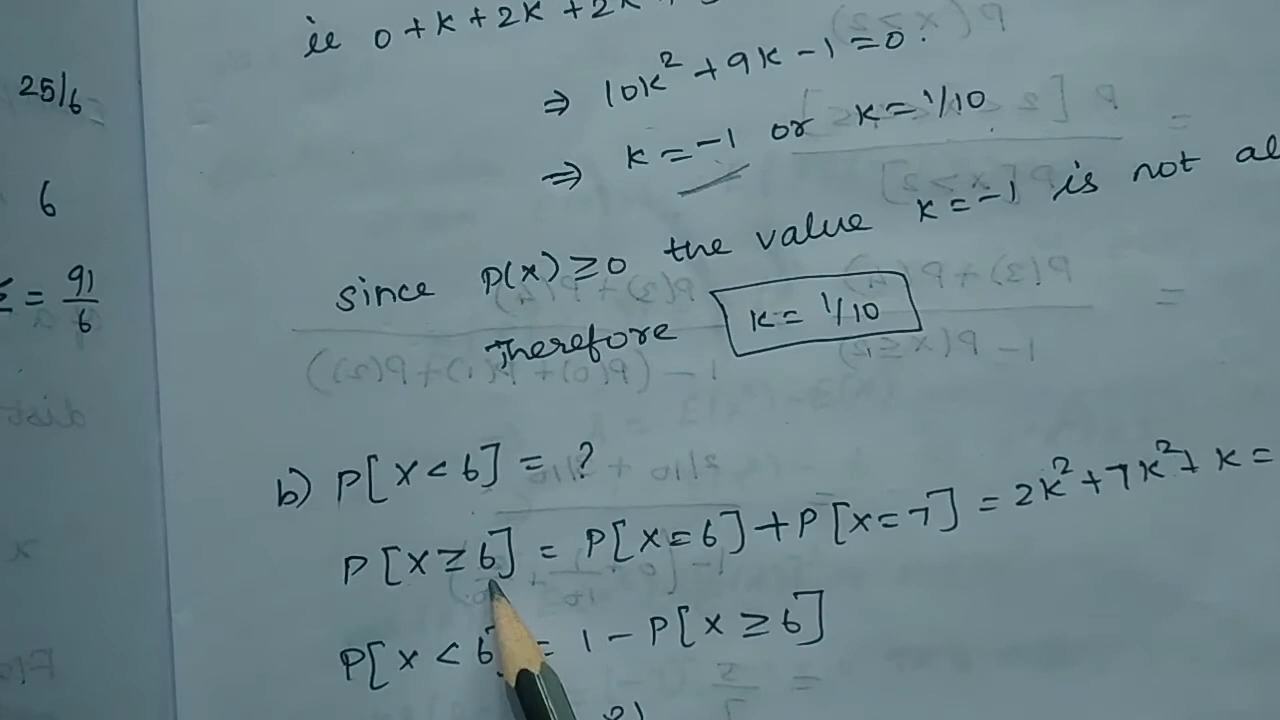 ie 0 + k + 2k + 2k
⇒ 10k² + 9k - 1 = 0.
⇒ k = -1 or k = 1/10
since P(x) ≥ 0 the value k = -1 is not
Therefore k = 1/10
b) P[X < 6] = ?
P[X ≥ 6] = P[X = 6] + P[X = 7] = 2k² + 7k² + k =
P[X < 6] = 1 - P[X ≥ 6]
25/6
6
= 91/6